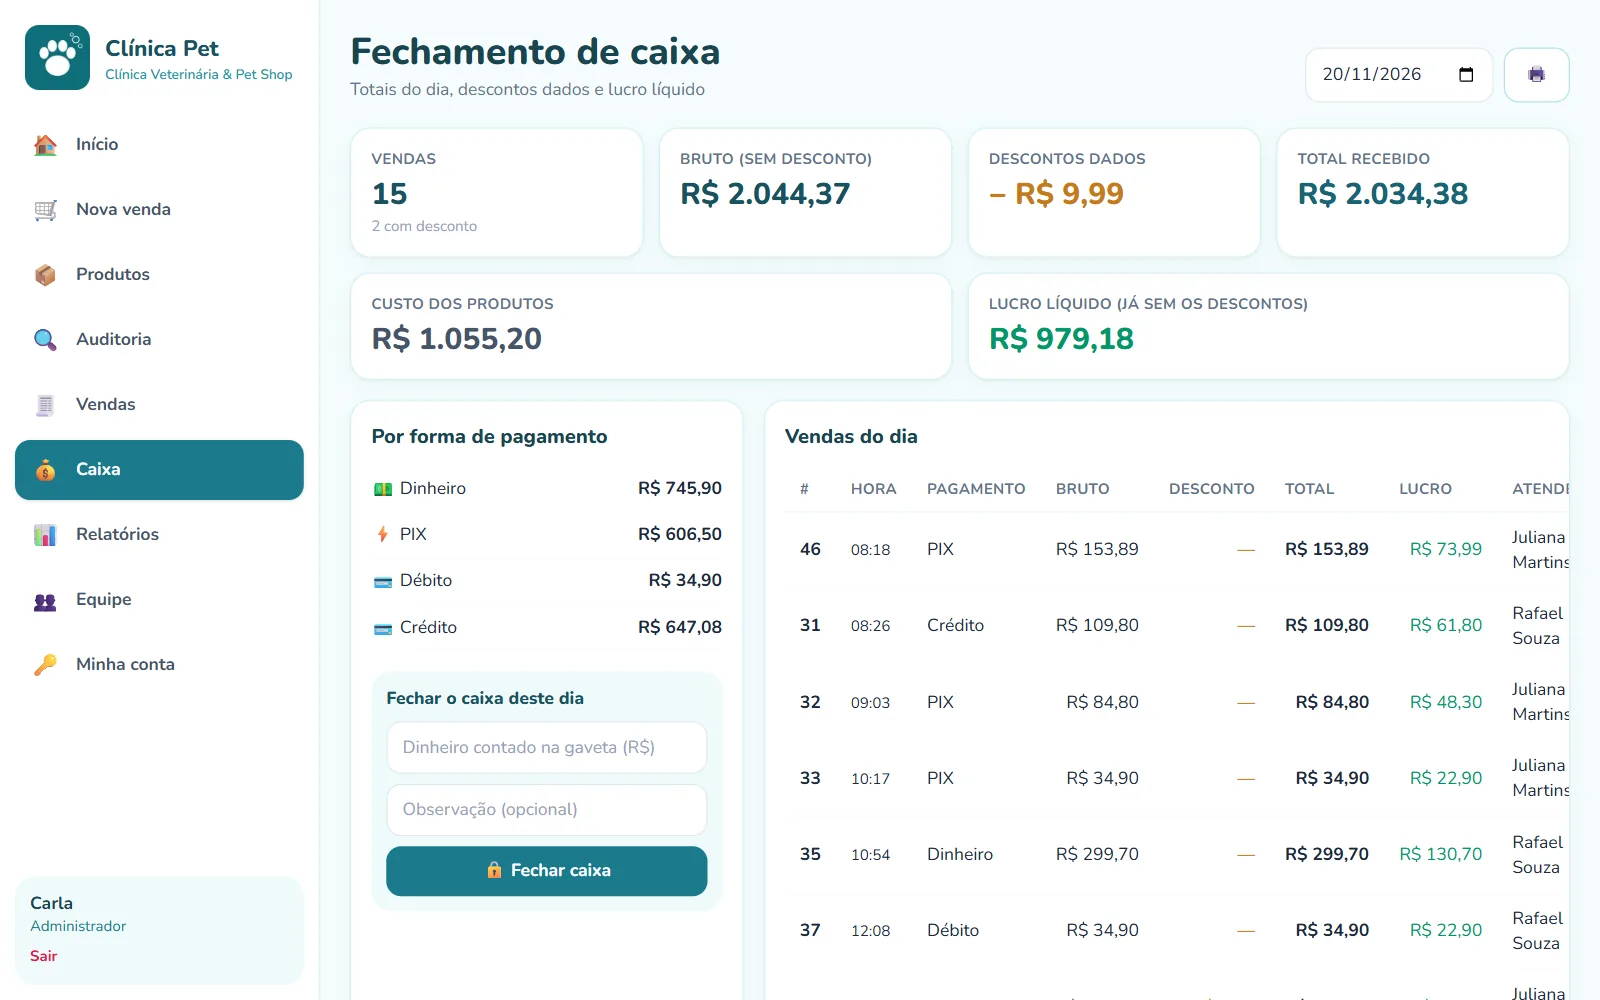 Clínica Pet
Clínica Veterinária & Pet Shop
Início
Nova venda
Produtos
Auditoria
Vendas
Caixa
Relatórios
Equipe
Minha conta
Carla
Administrador
Sair
Fechamento de caixa
Totais do dia, descontos dados e lucro líquido
20/11/2026
VENDAS
15
2 com desconto
BRUTO (SEM DESCONTO)
R$ 2.044,37
DESCONTOS DADOS
– R$ 9,99
TOTAL RECEBIDO
R$ 2.034,38
CUSTO DOS PRODUTOS
R$ 1.055,20
LUCRO LÍQUIDO (JÁ SEM OS DESCONTOS)
R$ 979,18
Por forma de pagamento
Dinheiro R$ 745,90
PIX R$ 606,50
Débito R$ 34,90
Crédito R$ 647,08
Fechar o caixa deste dia
Dinheiro contado na gaveta (R$)
Observação (opcional)
Fechar caixa
Vendas do dia
# HORA PAGAMENTO BRUTO DESCONTO TOTAL LUCRO ATENDE
46 08:18 PIX R$ 153,89 — R$ 153,89 R$ 73,99 Juliana Martins
31 08:26 Crédito R$ 109,80 — R$ 109,80 R$ 61,80 Rafael Souza
32 09:03 PIX R$ 84,80 — R$ 84,80 R$ 48,30 Juliana Martins
33 10:17 PIX R$ 34,90 — R$ 34,90 R$ 22,90 Juliana Martins
35 10:54 Dinheiro R$ 299,70 — R$ 299,70 R$ 130,70 Rafael Souza
37 12:08 Débito R$ 34,90 — R$ 34,90 R$ 22,90 Rafael Souza
Juliana